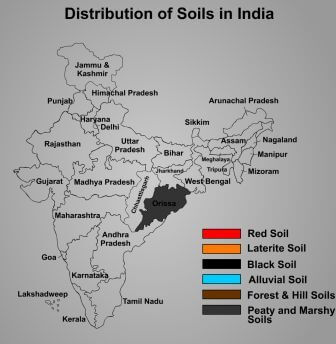 Distribution of Soils in India
Jammu &
Kashmir
Himachal Pradesh
Punjab
Arunachal Pradesh
Haryana
Delhi
Sikkim
Rajasthan
Uttar
Pradesh
Bihar
Assam
Nagaland
Meghalaya
Manipur
Jharkhand
Tripura
Mizoram
Gujarat
Madhya Pradesh
West Bengal
Chhattisgarh
Orissa
Maharashtra
Andhra
Pradesh
Goa
Karnataka
Lakshadweep
Tamil Nadu
Kerala
Red Soil
Laterite Soil
Black Soil
Alluvial Soil
Forest & Hill Soils
Peaty and Marshy
Soils